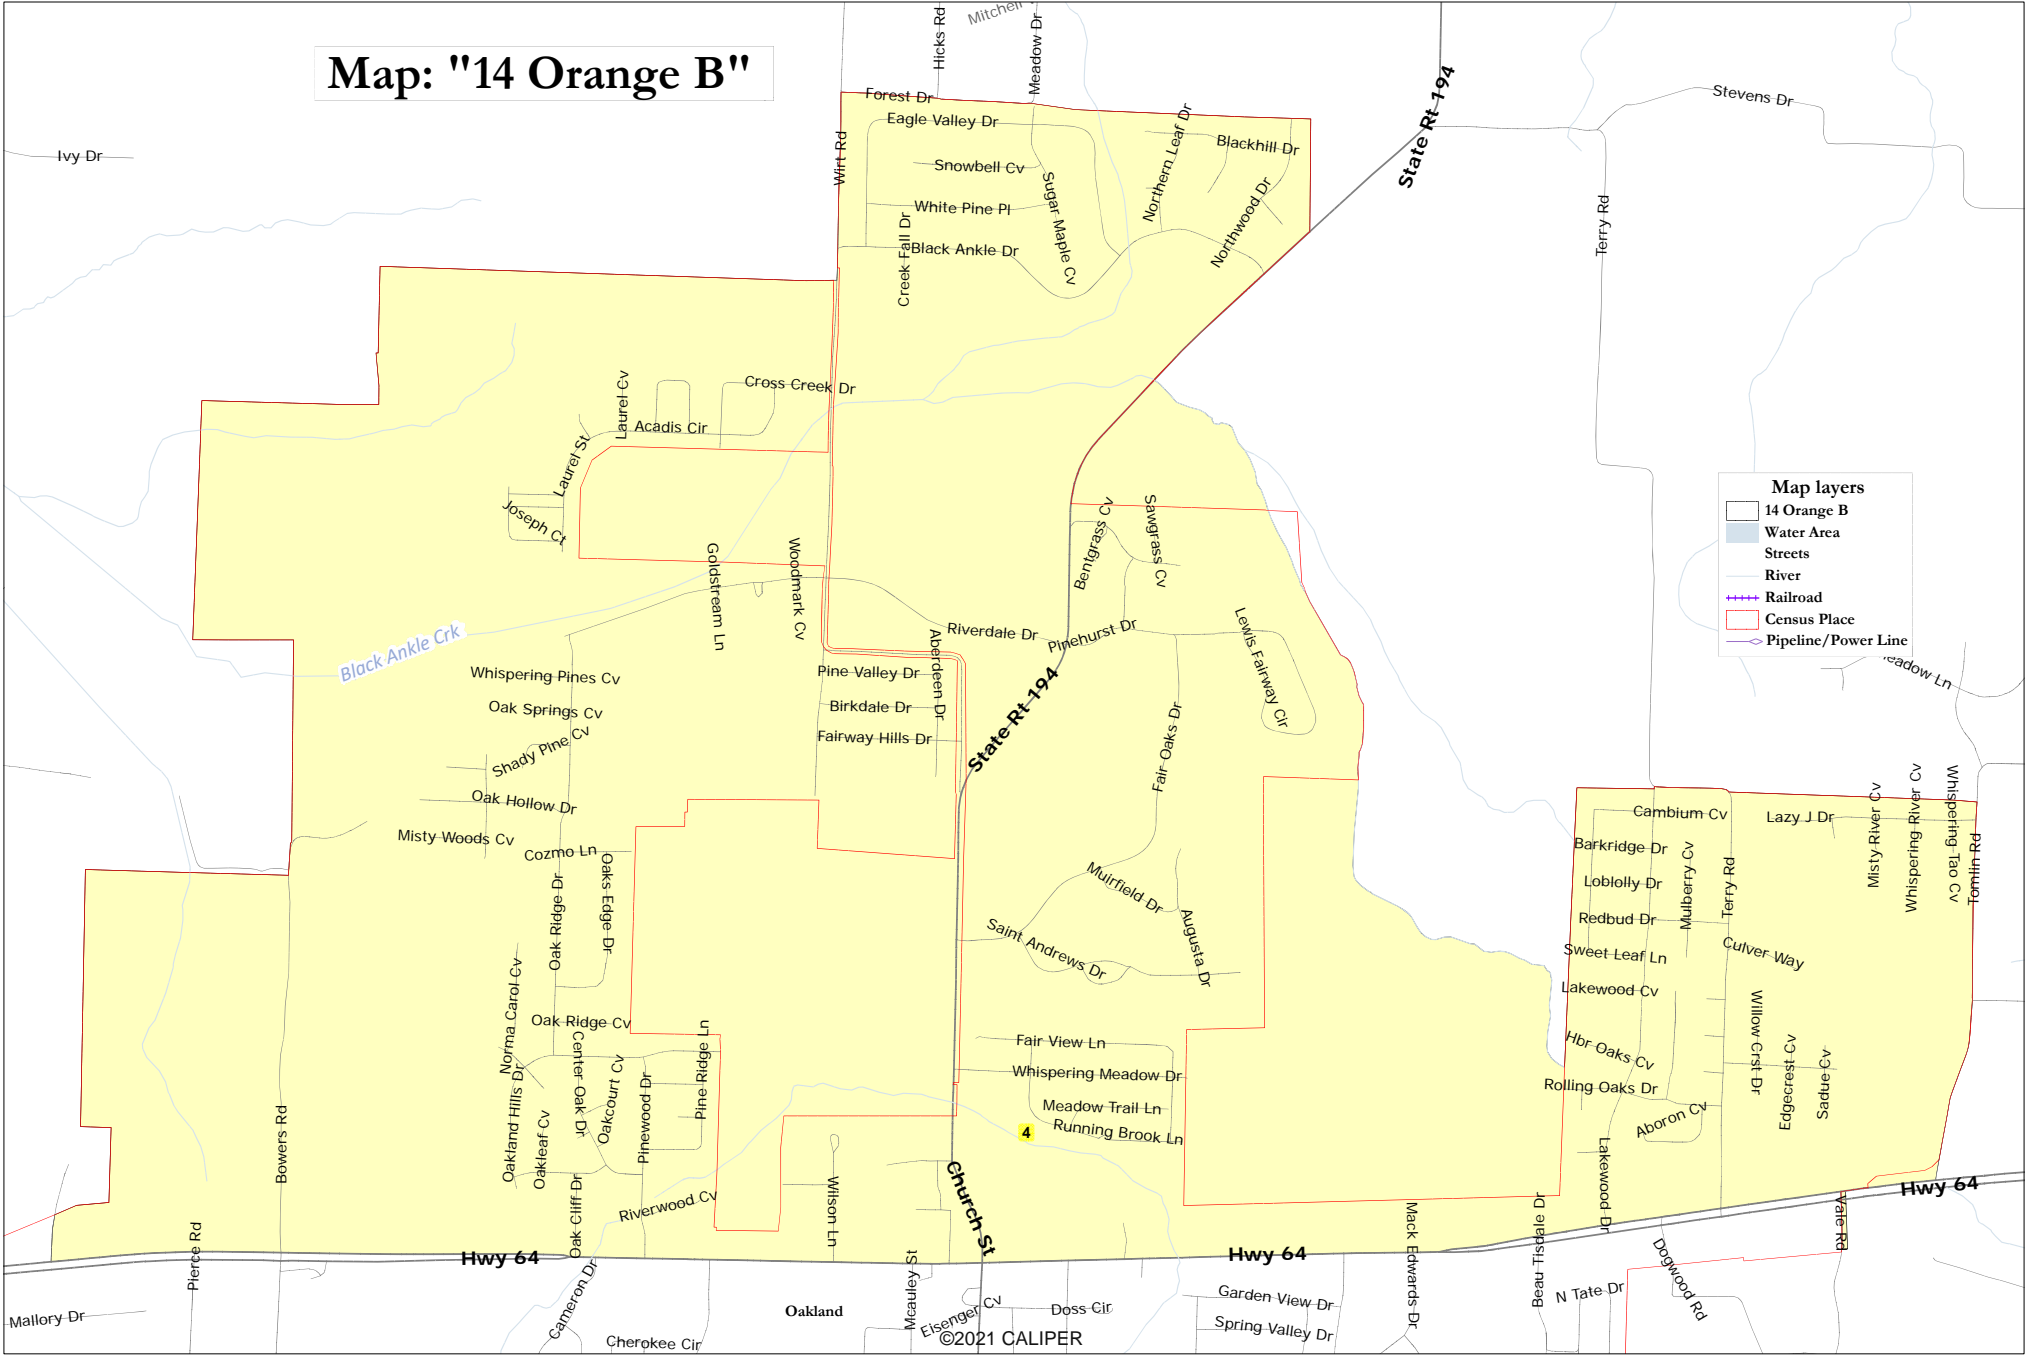 Mitchell
Hicks Rd
Meadow Dr
Map: "14 Orange B"
State Rt 194
Stevens Dr
Forest Dr
Eagle Valley Dr
Northern Leaf Dr
Blackhill Dr
Wirt Rd
Ivy Dr
Snowbell Cv
Sugar Maple Cv
White Pine Pl
Creek Fall Dr
Black Ankle Dr
Northwood Dr
Terry Rd
Laurel Cv
Cross Creek Dr
Acadis Cir
Laurel St
Joseph Ct
Bentgrass Cv
Sawgrass Cv
Map layers
14 Orange B
Water Area
Streets
River
Railroad
Census Place
Pipeline/Power Line
eadow Ln
Goldstream Ln
Woodmark Cv
Black Ankle Crk
Riverdale Dr
Pinehurst Dr
Lewis Fairway Cir
Aberdeen Dr
Whispering Pines Cv
Pine Valley Dr
Oak Springs Cv
Birkdale Dr
State Rt 194
Fair Oaks Dr
Shady Pine Cv
Fairway Hills Dr
Oak Hollow Dr
Misty Woods Cv
Cozmo Ln
Oaks Edge Dr
Oak Ridge Dr
Cambium Cv
Lazy J Dr
Misty River Cv
Whispering River Cv
Whispering Tao Cv
Tomlin Rd
Barkridge Dr
Mulberry Cv
Terry Rd
Loblolly Dr
Redbud Dr
Muirfield Dr
Augusta Dr
Saint Andrews Dr
Sweet Leaf Ln
Culver Way
Lakewood Cv
Norma Carol Cv
Oak Ridge Cv
Center Oak Dr
Oakcourt Cv
Pinewood Dr
Pine Ridge Ln
Fair View Ln
Whispering Meadow Dr
Meadow Trail Ln
Running Brook Ln
4
Hbr Oaks Cv
Willow Crst Dr
Edgecrest Cv
Sadue Cv
Rolling Oaks Dr
Aboron Cv
Oakland Hills Dr
Oakleaf Cv
Bowers Rd
Lakewood Dr
Riverwood Cv
Oak Cliff Dr
Wilson Ln
Church St
Hwy 64
Vale Rd
Pierce Rd
Hwy 64
Hwy 64
Mack Edwards Dr
Beau Tisdale Dr
Dogwood Rd
N Tate Dr
Mallory Dr
Cameron Dr
Cherokee Cir
Oakland
Mcauley St
Eisenger Cv
Doss Cir
Garden View Dr
Spring Valley Dr
©2021 CALIPER